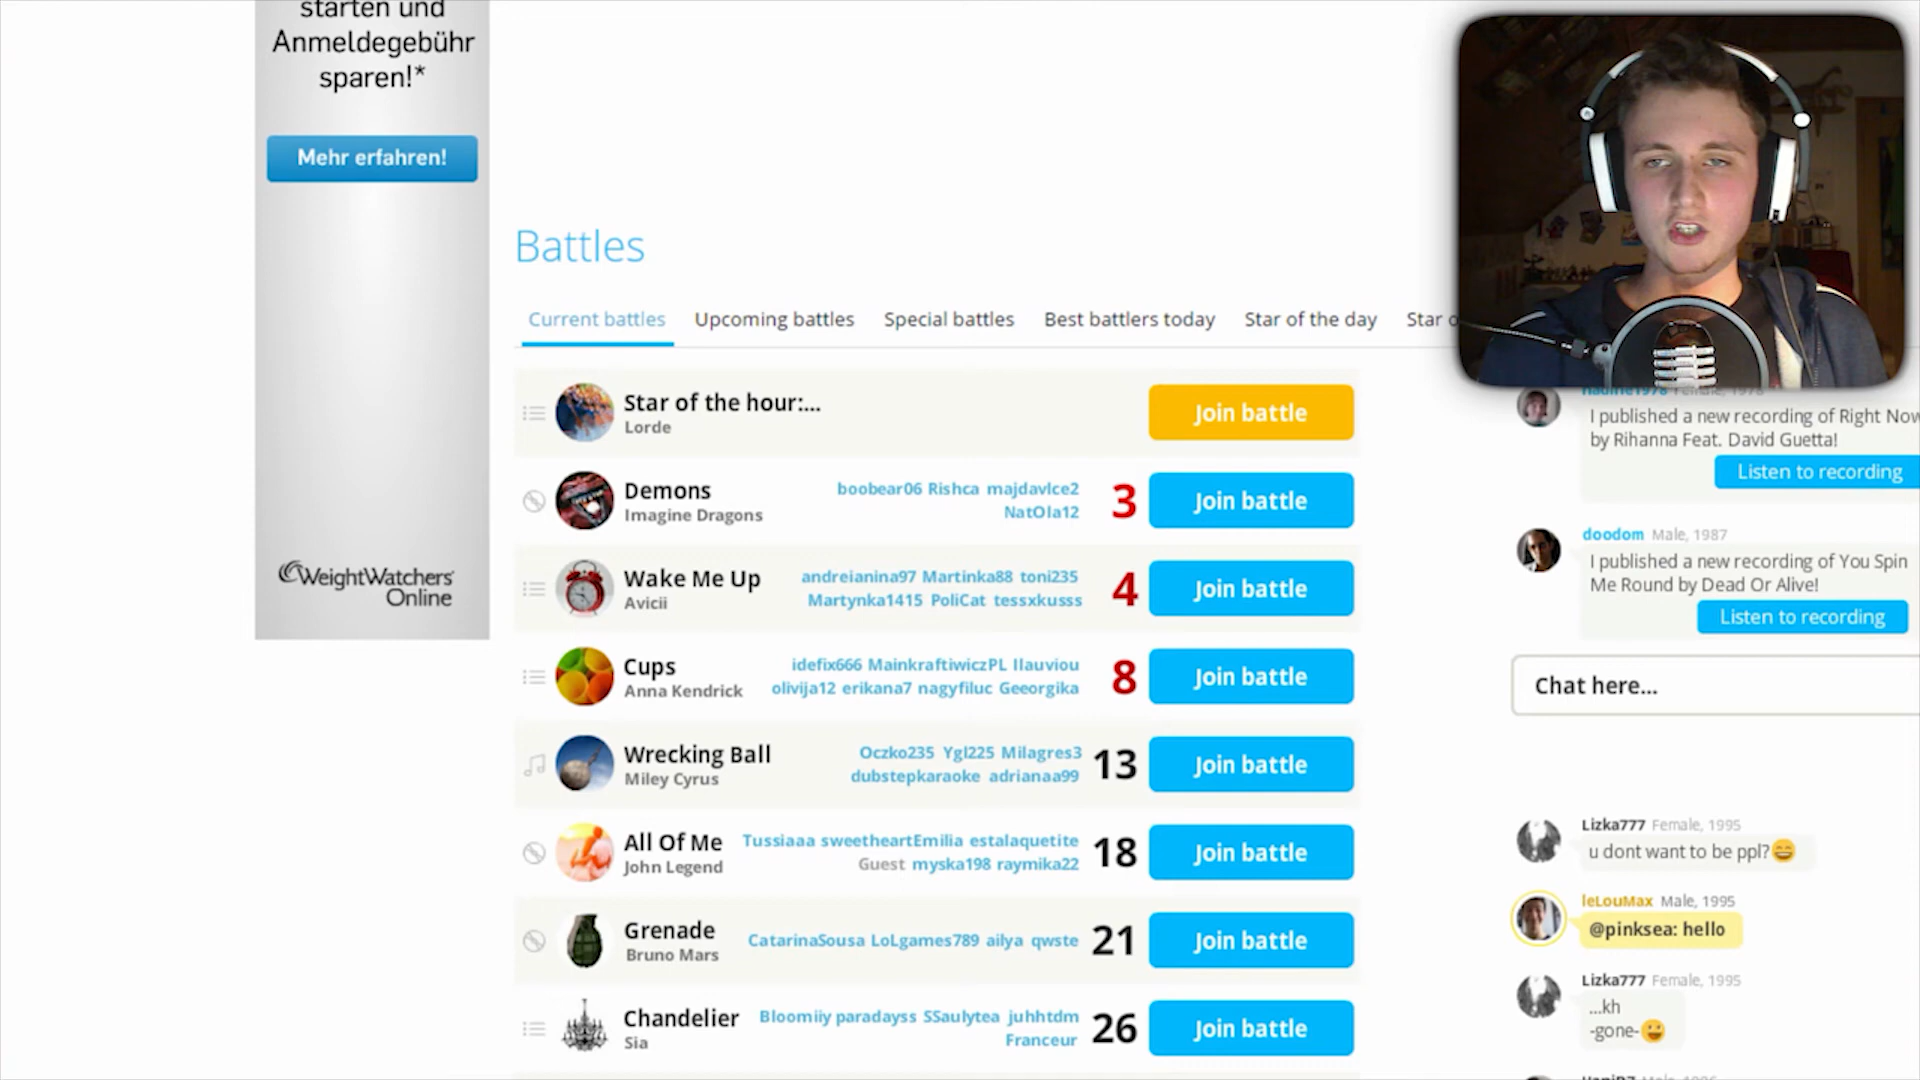 starten und
Anmeldegebühr
sparen!*
Mehr erfahren!
WeightWatchers
Online
Battles
Current battles
Upcoming battles
Special battles
Best battlers today
Star of the day
Star o
Star of the hour:...
Lorde
Join battle
Demons
Imagine Dragons
boobear06 Rishca majdavlce2
NatOla12
3
Join battle
Wake Me Up
Avicii
andreianina97 Martinka88 toni235
Martynka1415 PoliCat tessxkusss
4
Join battle
Cups
Anna Kendrick
idefix666 MainkraftiwiczPL Ilauviou
olivija12 erikana7 nagyfiluc Geeorgika
8
Join battle
Wrecking Ball
Miley Cyrus
Oczko235 Ygl225 Milagres3
dubstepkaraoke adrianaa99
13
Join battle
All Of Me
John Legend
Tussiaaa sweetheartEmilia estalaquetite
Guest myska198 raymika22
18
Join battle
Grenade
Bruno Mars
CatarinaSousa LoLgames789 ailya qwste
21
Join battle
Chandelier
Sia
Bloomiiy paradayss SSaulytea juhhtdm
Franceur
26
Join battle
nadine1978 Female, 1978
I published a new recording of Right Now
by Rihanna Feat. David Guetta!
Listen to recording
doodom Male, 1987
I published a new recording of You Spin
Me Round by Dead Or Alive!
Listen to recording
Chat here...
Lizka777 Female, 1995
u dont want to be ppl?
leLouMax Male, 1995
@pinksea: hello
Lizka777 Female, 1995
...kh
-gone-